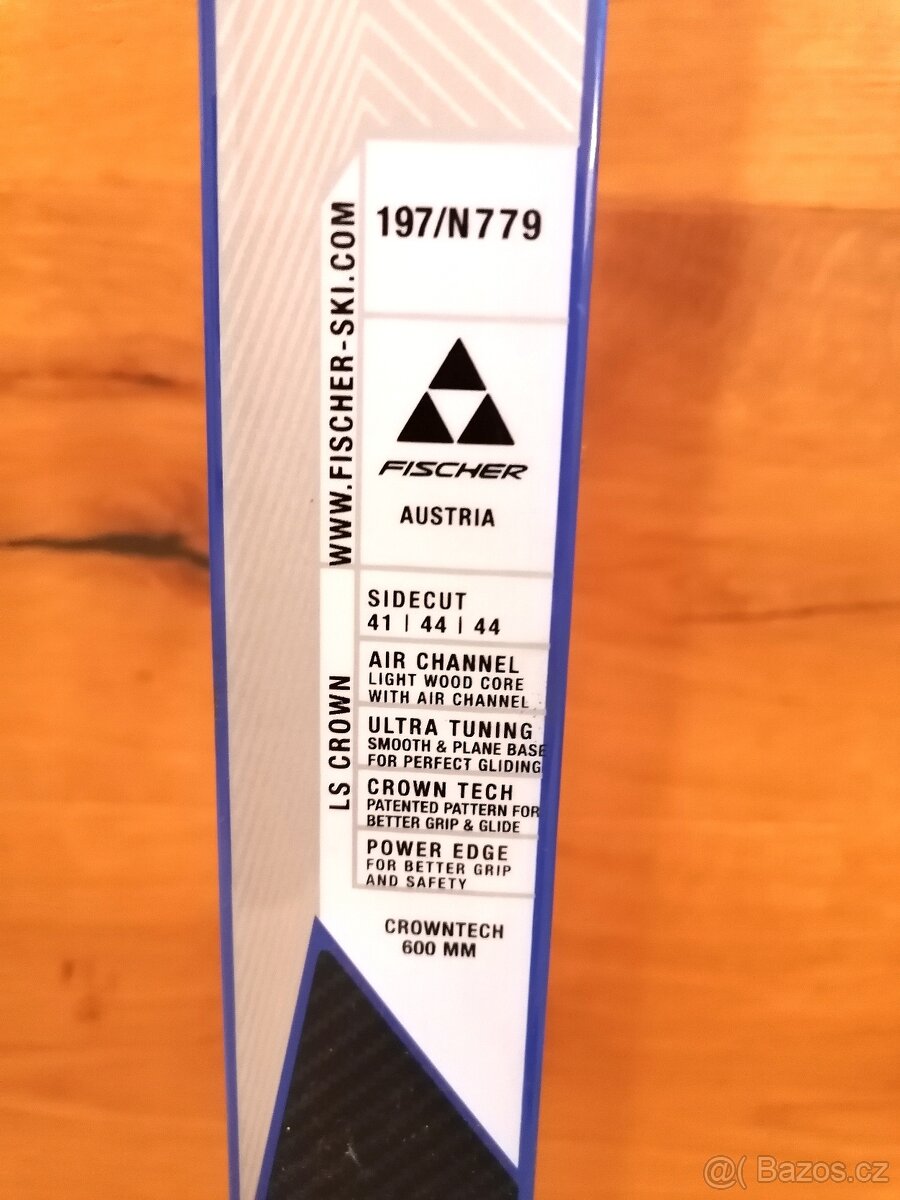 197/N779
WWW.FISCHER-SKI.COM
FISCHER
AUSTRIA
LS CROWN
SIDECUT
41 | 44 | 44
AIR CHANNEL
LIGHT WOOD CORE
WITH AIR CHANNEL
ULTRA TUNING
SMOOTH & PLANE BASE
FOR PERFECT GLIDING
CROWN TECH
PATENTED PATTERN FOR
BETTER GRIP & GLIDE
POWER EDGE
FOR BETTER GRIP
AND SAFETY
CROWNTECH
600 MM
@( Bazos.cz